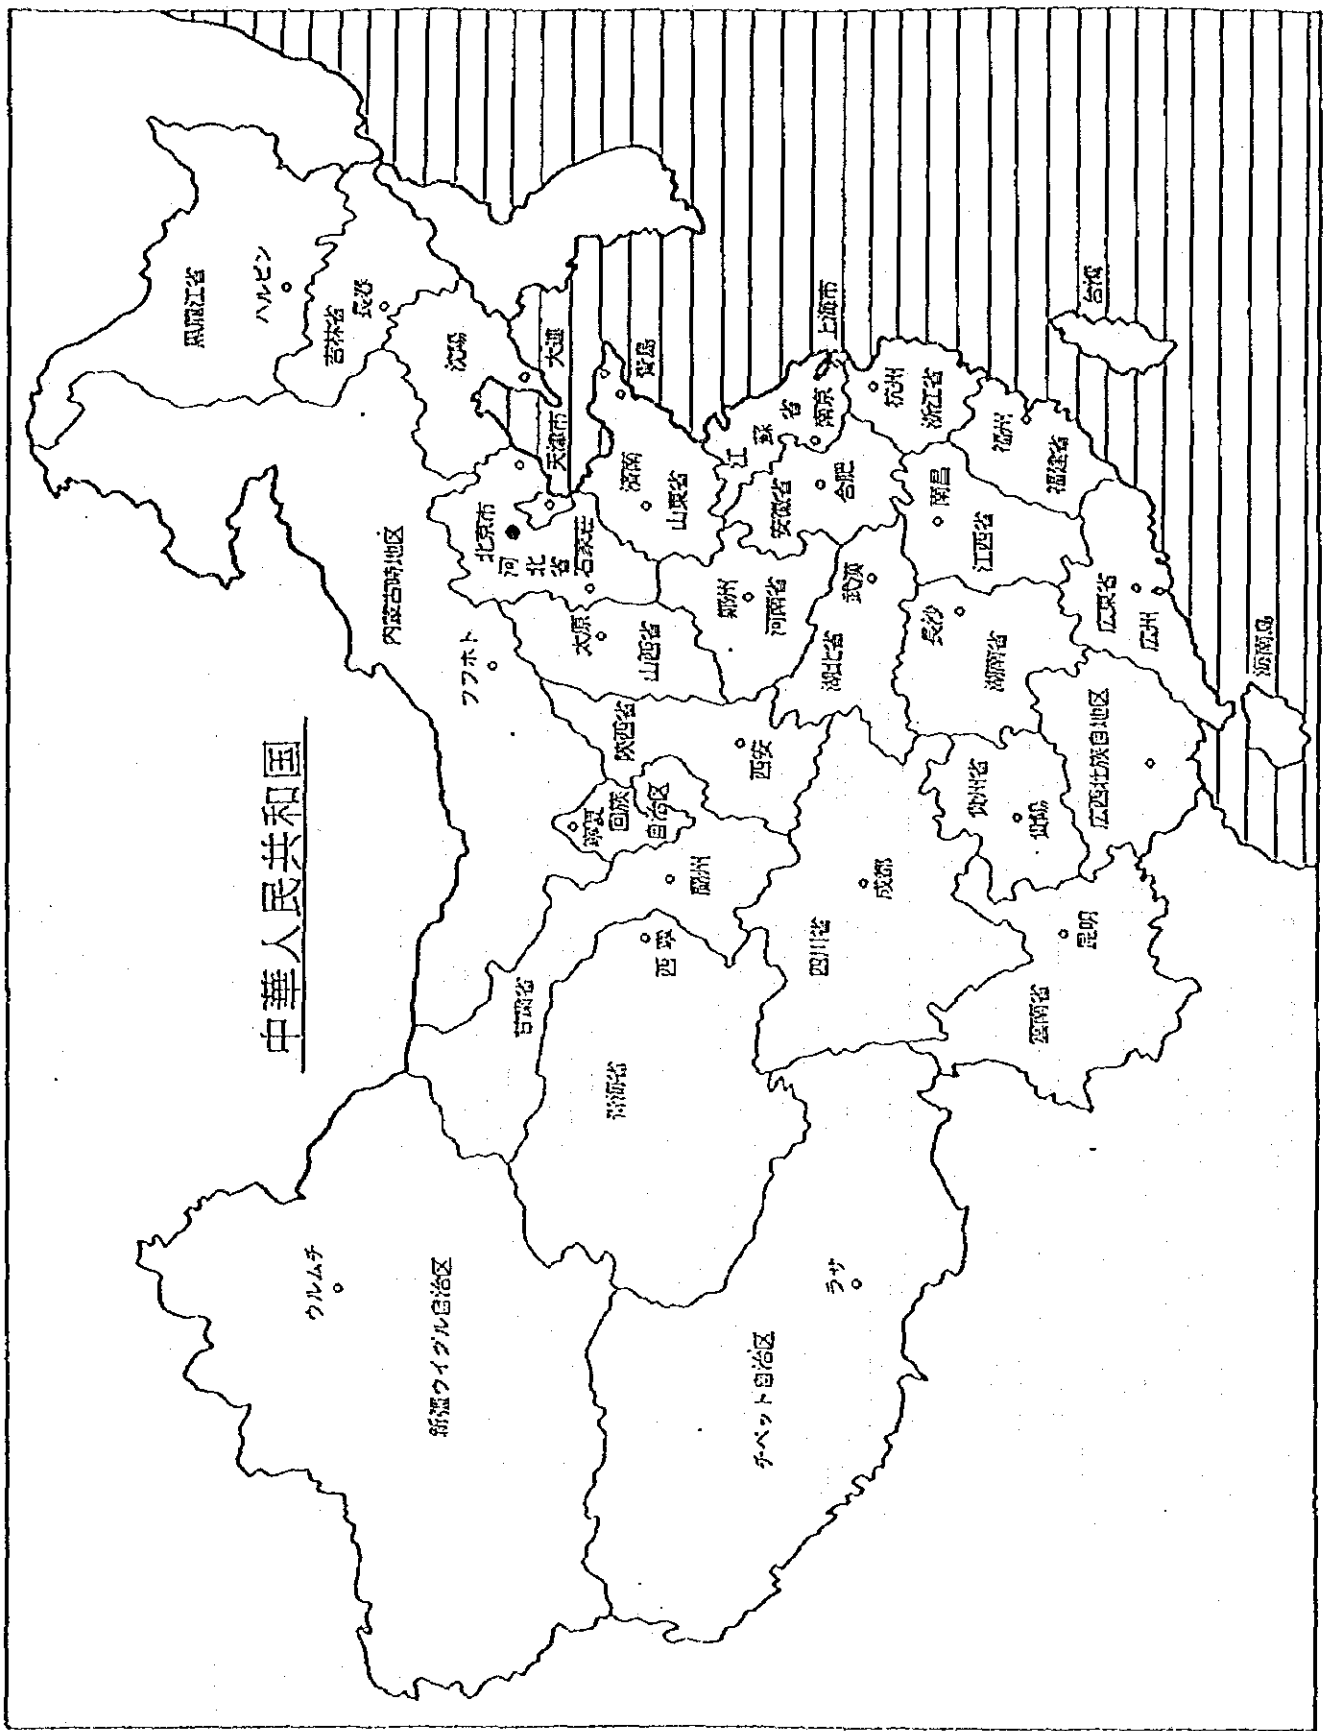 中華人民共和国
黒龍江省
ハルビン
吉林省
長春
沈陽
大連
内蒙古自治区
フフホト
北京市
天津市
河北省
石家荘
太原
山西省
済南
山東省
青島
陝西省
西安
寧夏
回族
自治区
甘粛省
西寧
青海省
新疆ウイグル自治区
ウルムチ
チベット自治区
ラサ
鄭州
河南省
江蘇省
南京
上海市
安徽省
合肥
杭州
浙江省
湖北省
武漢
四川省
成都
長沙
湖南省
南昌
江西省
福州
福建省
台湾
貴州省
貴陽
雲南省
昆明
広西壮族自治区
広東省
広州
海南島